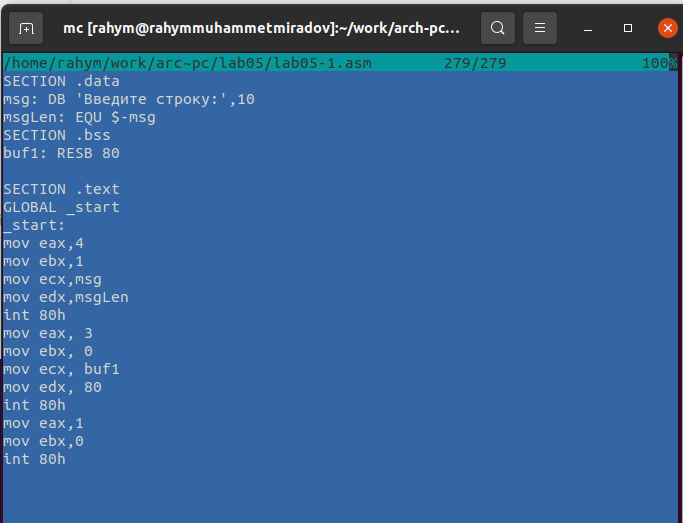 mc [rahym@rahymmuhammetmiradov]:~/work/arch-pc...
/home/rahym/work/arc-pc/lab05/lab05-1.asm 279/279 100%
SECTION .data
msg: DB 'Введите строку:',10
msgLen: EQU $-msg
SECTION .bss
buf1: RESB 80

SECTION .text
GLOBAL _start
_start:
mov eax,4
mov ebx,1
mov ecx,msg
mov edx,msgLen
int 80h
mov eax, 3
mov ebx, 0
mov ecx, buf1
mov edx, 80
int 80h
mov eax,1
mov ebx,0
int 80h